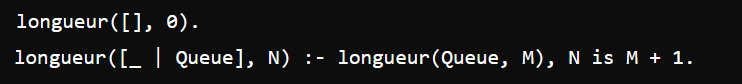 longueur([], 0).
longueur([_ | Queue], N) :- longueur(Queue, M), N is M + 1.